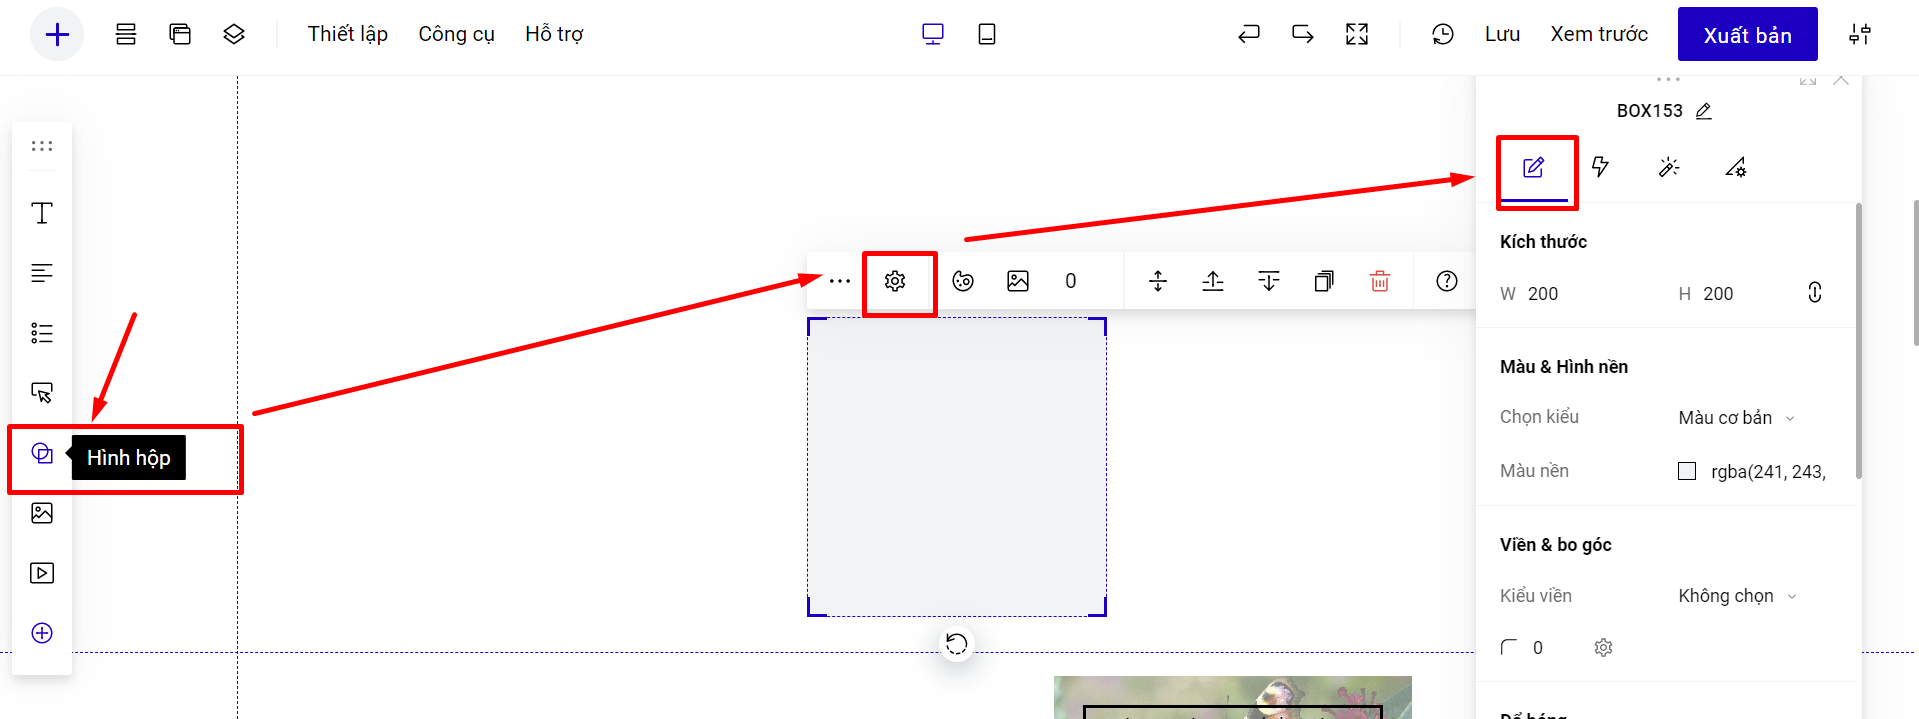 Thiết lập Công cụ Hỗ trợ Lưu Xem trước Xuất bản
BOX153
Hình hộp
0
Kích thước
W 200 H 200
Màu & Hình nền
Chọn kiểu Màu cơ bản
Màu nền rgba(241, 243,
Viền & bo góc
Kiểu viền Không chọn
0